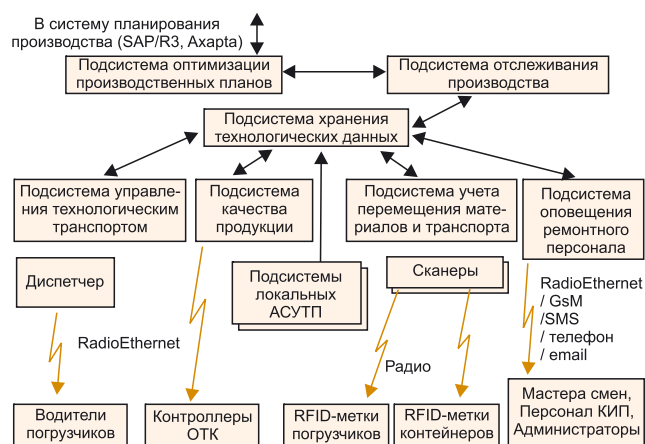 В систему планирования
производства (SAP/R3, Axapta)
Подсистема оптимизации
производственных планов
Подсистема отслеживания
производства
Подсистема хранения
технологических данных
Подсистема управле-
ния технологическим
транспортом
Подсистема
качества
продукции
Подсистема учета
перемещения мате-
риалов и транспорта
Подсистема
оповещения
ремонтного
персонала
Диспетчер
Подсистемы
локальных
АСУТП
Сканеры
RadioEthernet
RadioEthernet
/ GsM
/SMS
/ телефон
/ email
Радио
Водители
погрузчиков
Контроллеры
ОТК
RFID-метки
погрузчиков
RFID-метки
контейнеров
Мастера смен,
Персонал КИП,
Администраторы